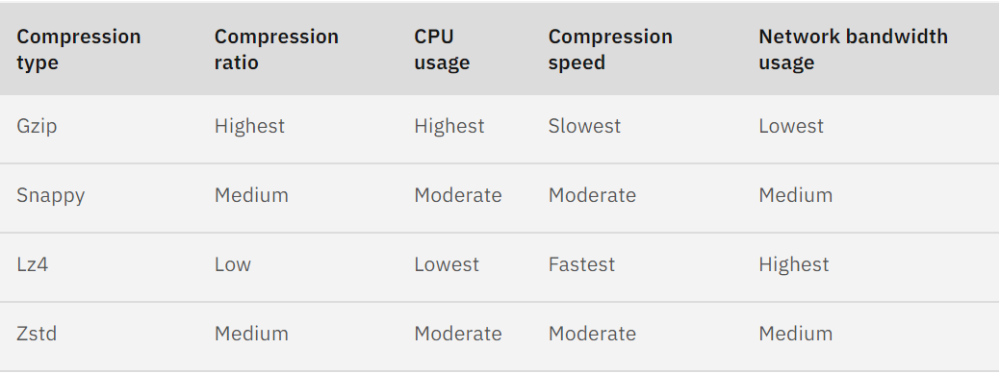 Compression type Compression ratio CPU usage Compression speed Network bandwidth usage
Gzip Highest Highest Slowest Lowest
Snappy Medium Moderate Moderate Medium
Lz4 Low Lowest Fastest Highest
Zstd Medium Moderate Moderate Medium